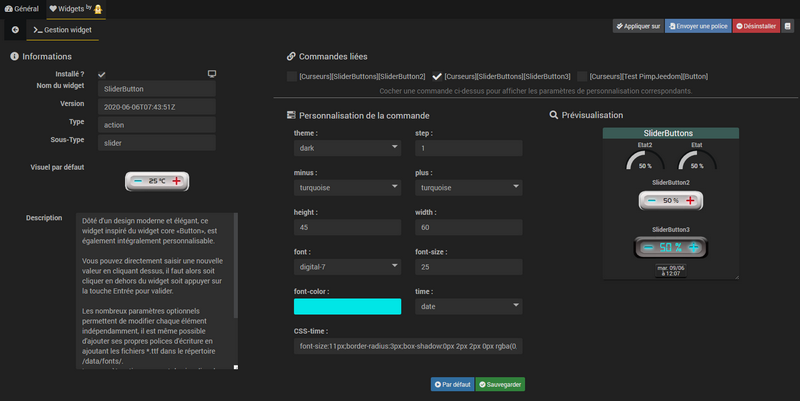 Général
Widgets by
Gestion widget
Appliquer sur
Envoyer une police
Désinstaller
Informations
Installé ?
Nom du widget
SliderButton
Version
2020-06-06T07:43:51Z
Type
action
Sous-Type
slider
Visuel par défaut
25 °C
Description
Dôté d'un design moderne et élégant, ce
widget inspiré du widget core «Button», est
également intégralement personnalisable.
Vous pouvez directement saisir une nouvelle
valeur en cliquant dessus, il faut alors soit
cliquer en dehors du widget soit appuyer sur
la touche Entrée pour valider.
Les nombreux paramètres optionnels
permettent de modifier chaque élément
indépendamment, il est même possible
d'ajouter ses propres polices d'écriture en
ajoutant les fichiers *.ttf dans le répertoire
/data/fonts/.
Commandes liées
[Curseurs][SliderButtons][SliderButton2]
[Curseurs][SliderButtons][SliderButton3]
[Curseurs][Test PimpJeedom][Button]
Cocher une commande ci-dessus pour afficher les paramètres de personnalisation correspondants.
Personnalisation de la commande
theme :
step :
dark
1
minus :
plus :
turquoise
turquoise
height :
width :
45
60
font :
font-size :
digital-7
25
font-color :
time :
date
CSS-time :
font-size:11px;border-radius:3px;box-shadow:0px 2px 2px 0px rgba(0,
Par défaut
Sauvegarder
Prévisualisation
SliderButtons
Etat2
Etat
50 %
50 %
SliderButton2
50 %
SliderButton3
50 %
mar. 09/06
à 12:07